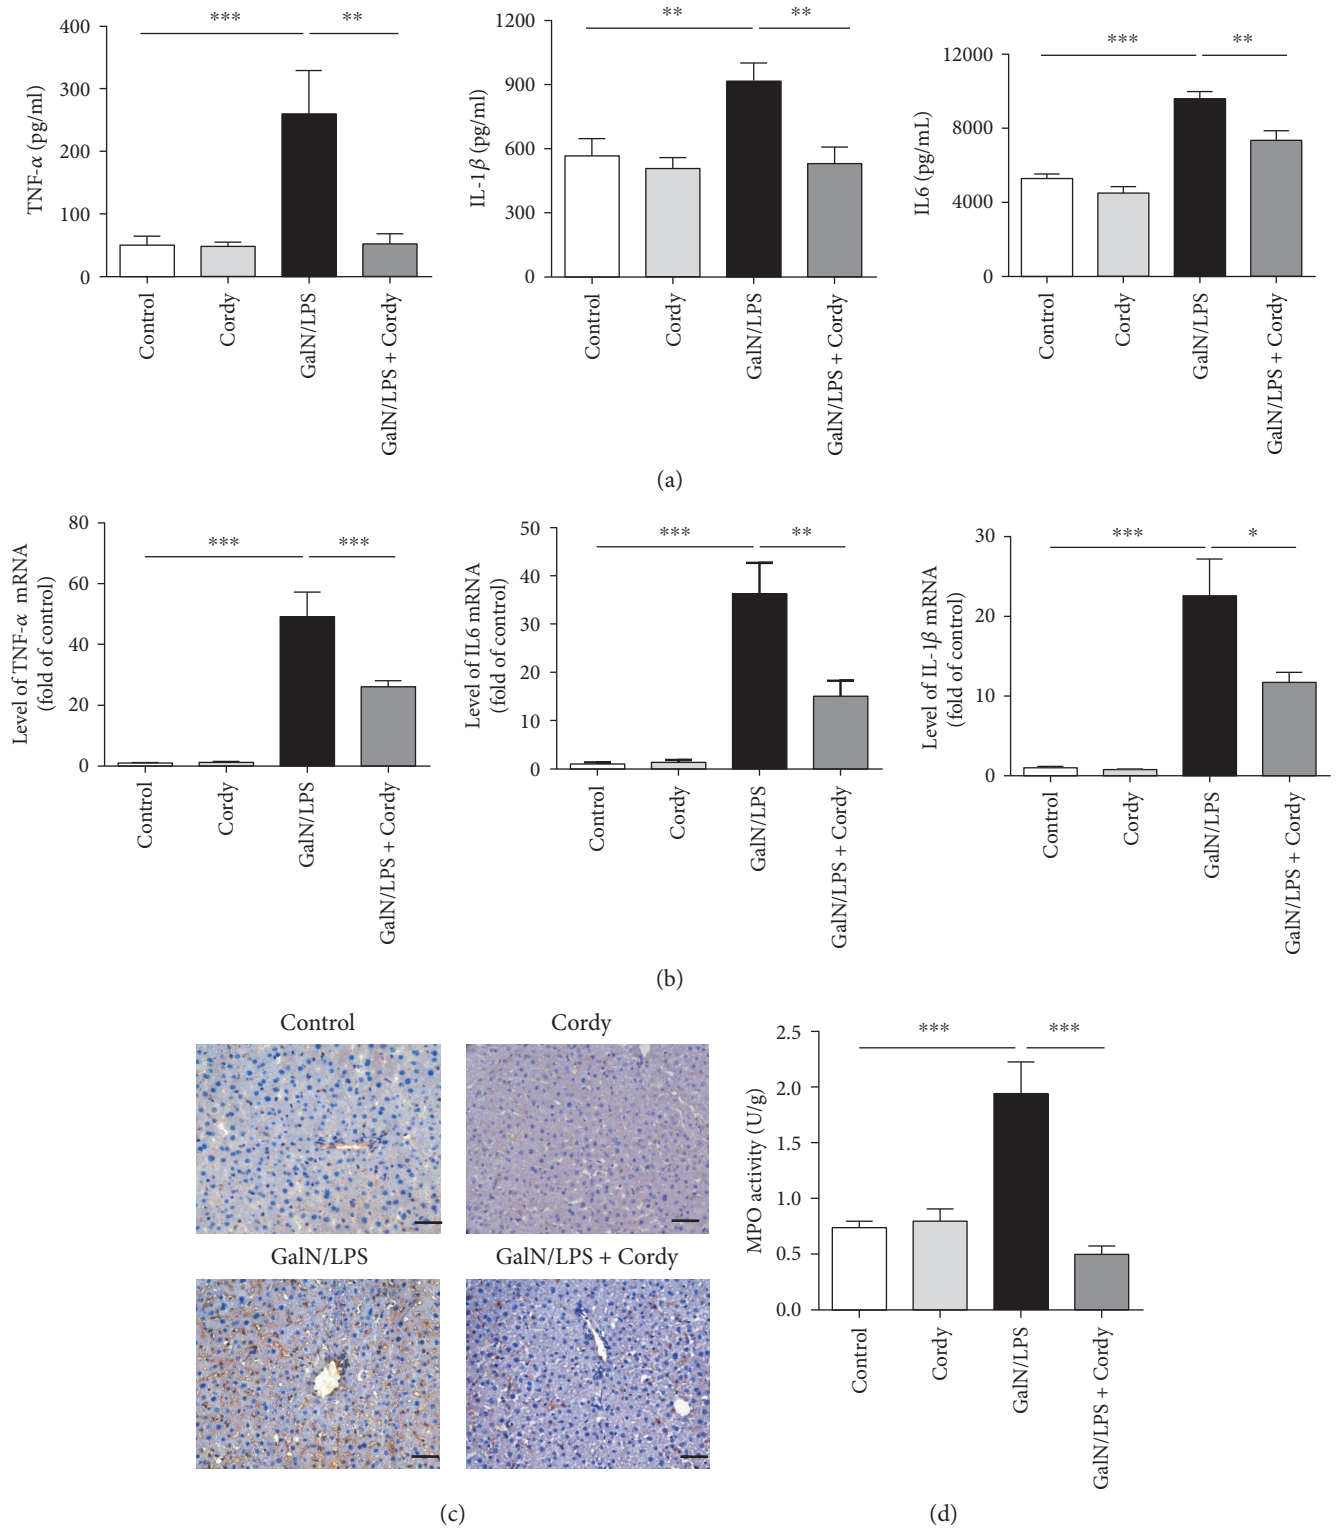 *** **
400
300
200
100
50
0
TNF-α (pg/ml)
Control
Cordy
GalN/LPS
GalN/LPS + Cordy
** **
1200
900
600
300
0
IL-1β (pg/ml)
Control
Cordy
GalN/LPS
GalN/LPS + Cordy
*** **
12000
8000
4000
0
IL6 (pg/mL)
Control
Cordy
GalN/LPS
GalN/LPS + Cordy
(a)
*** ***
80
60
40
20
0
Level of TNF-α mRNA
(fold of control)
Control
Cordy
GalN/LPS
GalN/LPS + Cordy
*** **
50
40
30
20
10
0
Level of IL6 mRNA
(fold of control)
Control
Cordy
GalN/LPS
GalN/LPS + Cordy
*** *
30
20
10
0
Level of IL-1β mRNA
(fold of control)
Control
Cordy
GalN/LPS
GalN/LPS + Cordy
(b)
Control
Cordy
GalN/LPS
GalN/LPS + Cordy
(c)
*** ***
2.5
2.0
1.5
1.0
0.5
0.0
MPO activity (U/g)
Control
Cordy
GalN/LPS
GalN/LPS + Cordy
(d)